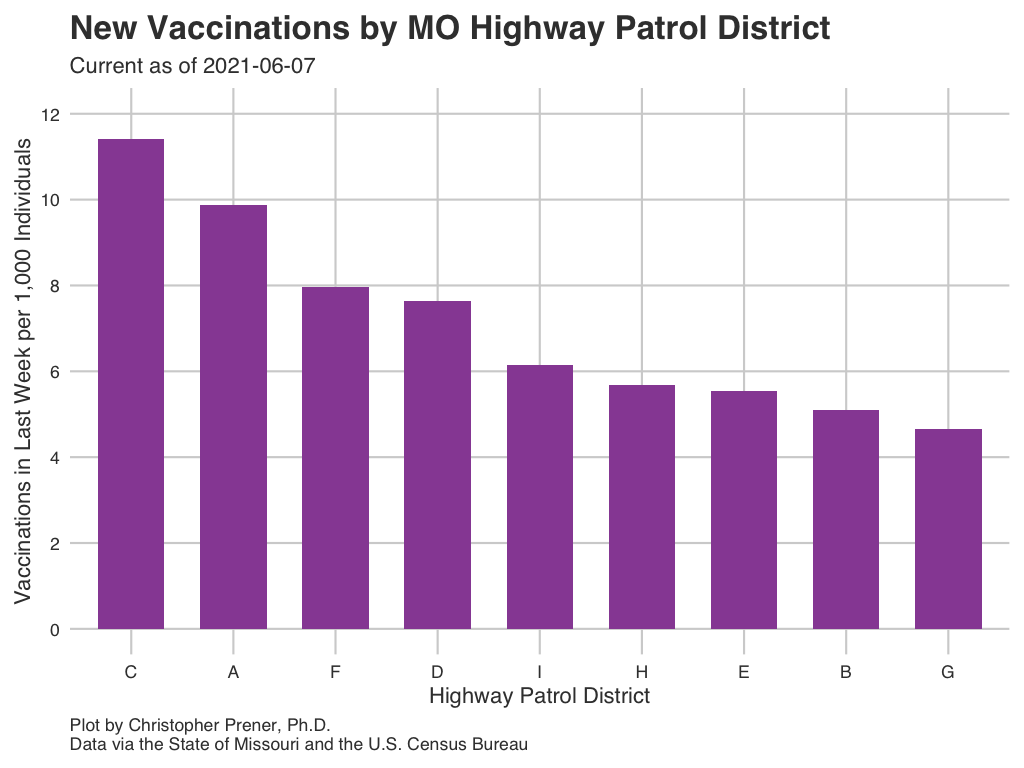 New Vaccinations by MO Highway Patrol District
Current as of 2021-06-07
Vaccinations in Last Week per 1,000 Individuals
12
10
8
6
4
2
0
C A F D I H E B G
Highway Patrol District
Plot by Christopher Prener, Ph.D.
Data via the State of Missouri and the U.S. Census Bureau